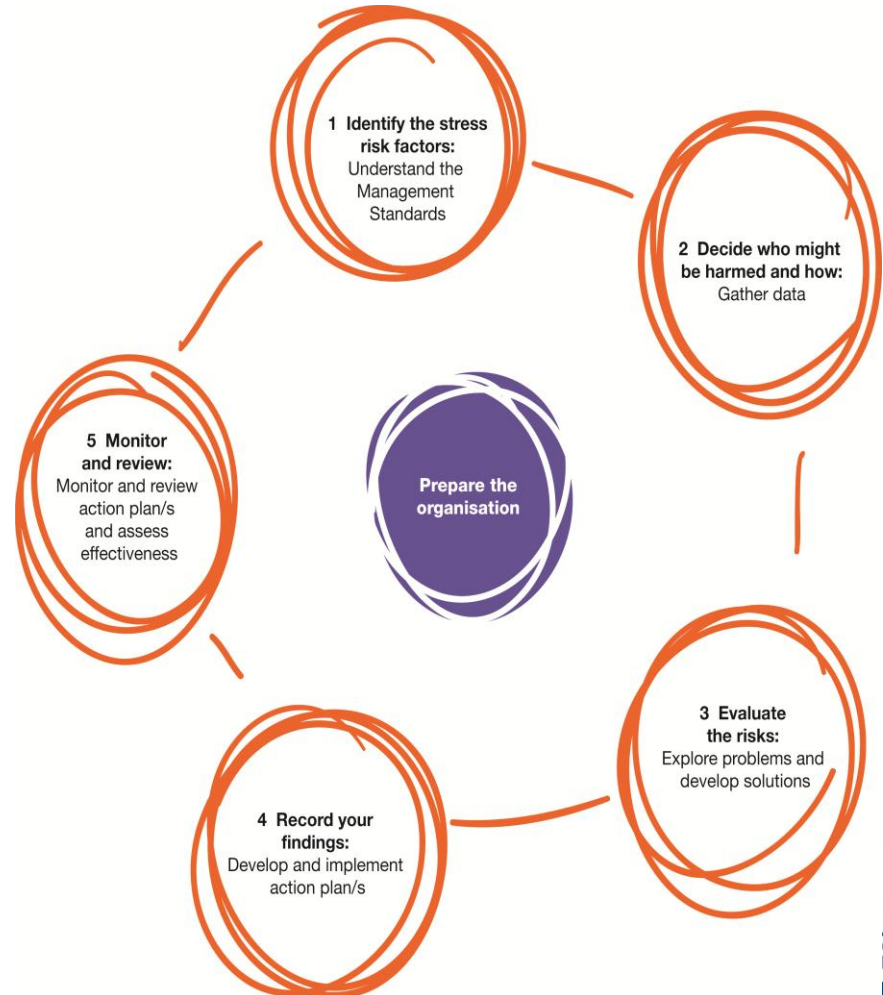 1 Identify the stress
risk factors:
Understand the
Management
Standards
2 Decide who might
be harmed and how:
Gather data
3 Evaluate
the risks:
Explore problems and
develop solutions
4 Record your
findings:
Develop and implement
action plan/s
5 Monitor
and review:
Monitor and review
action plan/s
and assess
effectiveness
Prepare the
organisation